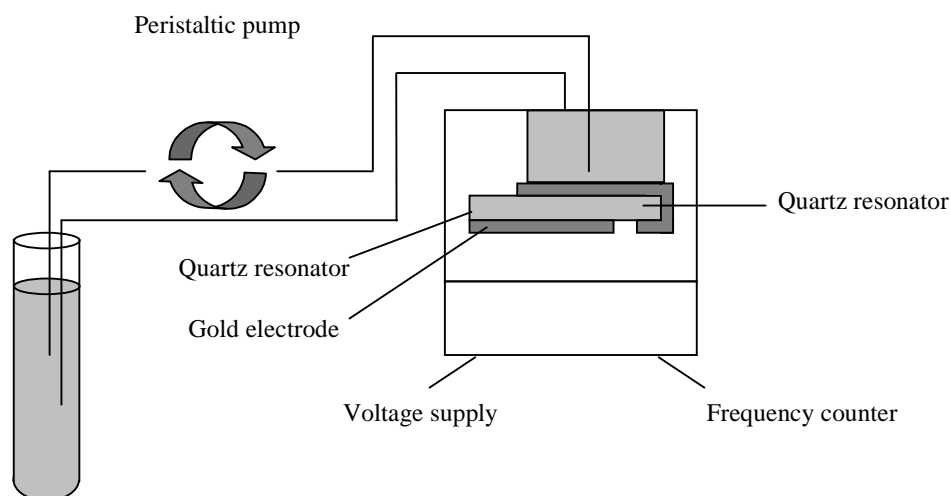 Peristaltic pump
Quartz resonator
Quartz resonator
Gold electrode
Voltage supply
Frequency counter